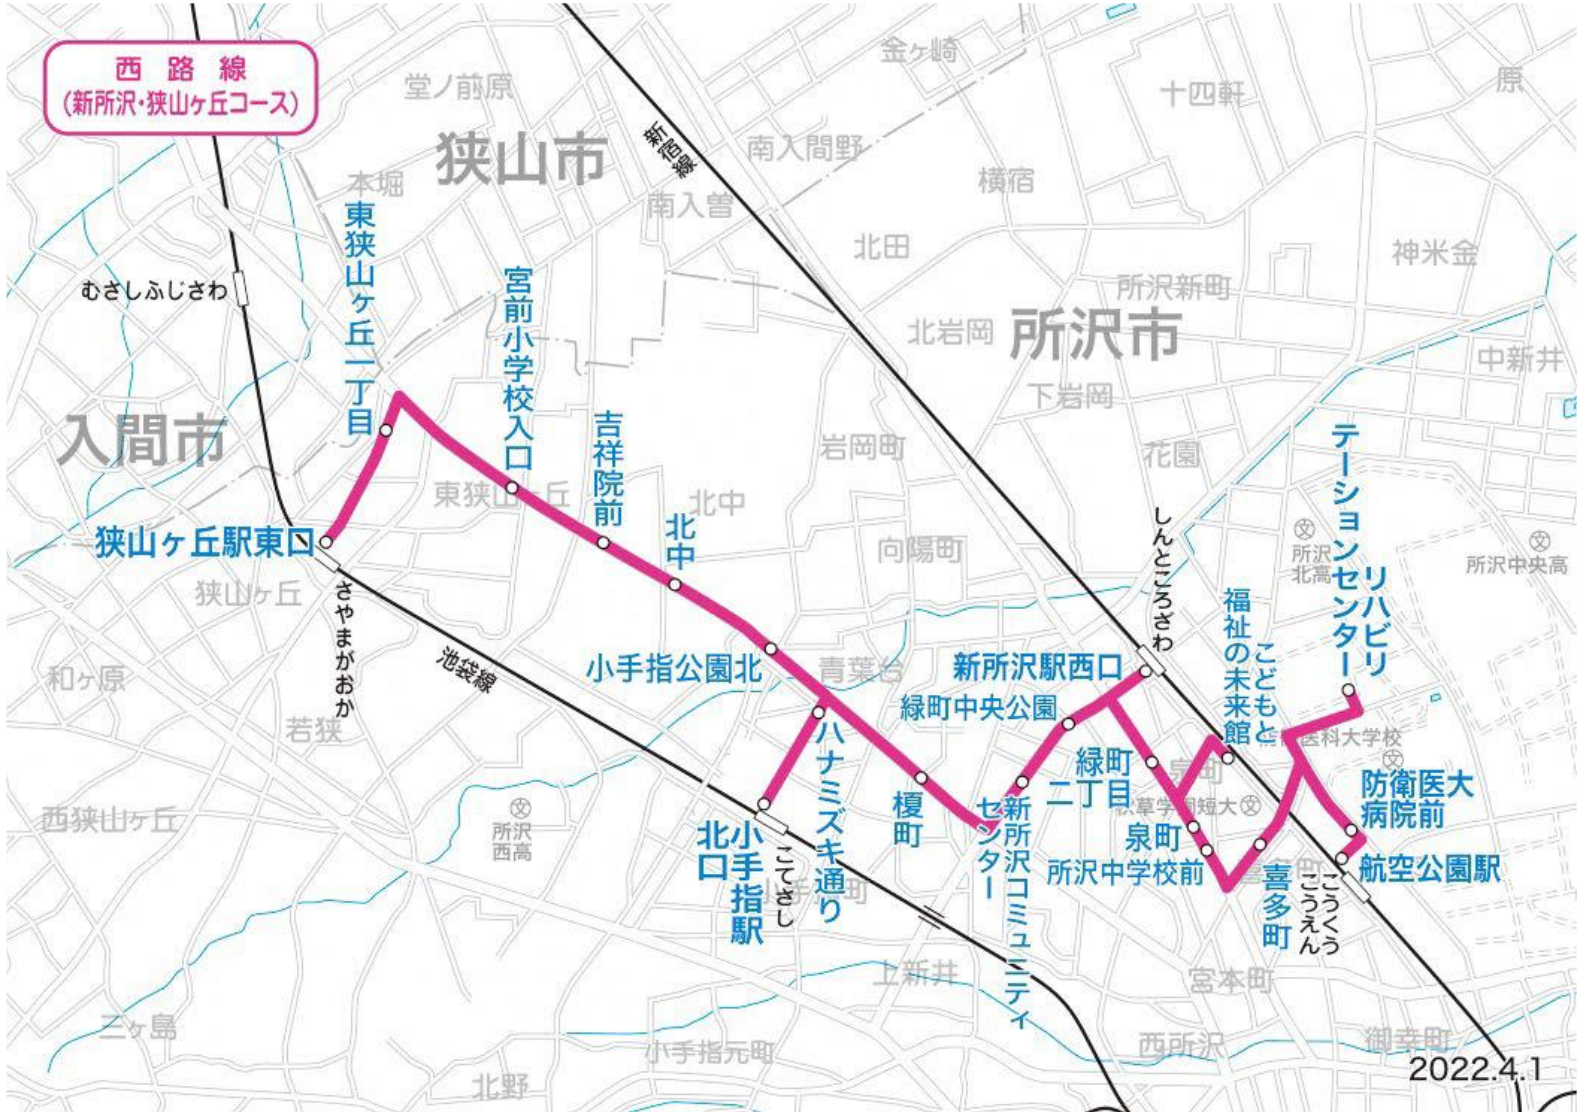 西路線
(新所沢・狭山ヶ丘コース)
堂ノ前原
金ヶ崎
十四軒
原
狭山市
新宿線
南入間野
本堀
南入曽
横宿
北田
神米金
東狭山ヶ丘一丁目
宮前小学校入口
むさしふじさわ
所沢新町
北岩岡
所沢市
中新井
下岩岡
入間市
吉祥院前
岩岡町
花園
東狭山ヶ丘
北中
北中
リハビリ
テーションセンター
狭山ヶ丘駅東口
向陽町
しんところざわ
所沢
北高
所沢中央高
狭山ヶ丘
さやまがおか
池袋線
和ヶ原
若狭
小手指公園北
青葉台
新所沢駅西口
緑町中央公園
こどもと
福祉の未来館
医科大学校
ハナミズキ通り
緑町
二丁目
防衛医大
病院前
西狭山ヶ丘
所沢
西高
小手指駅
北口
こてさし
榎町
新所沢コミュニティ
センター
草学園短大
泉町
所沢中学校前
喜多町
航空公園駅
こうくう
こうえん
上新井
宮本町
三ヶ島
小手指元町
西所沢
御幸町
北野
2022.4.1